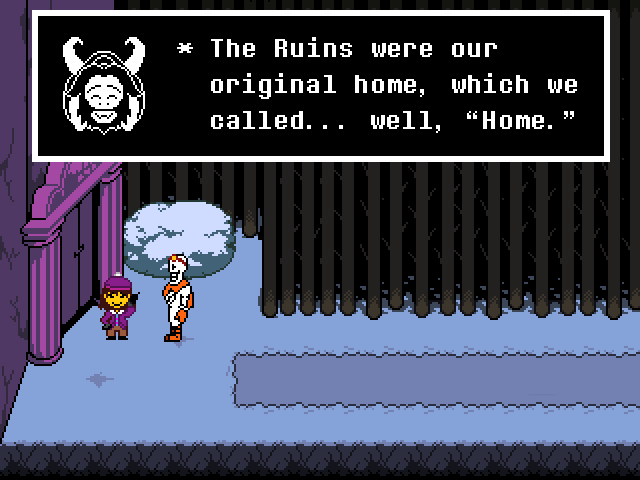 * The Ruins were our
original home, which we
called... well, “Home.”